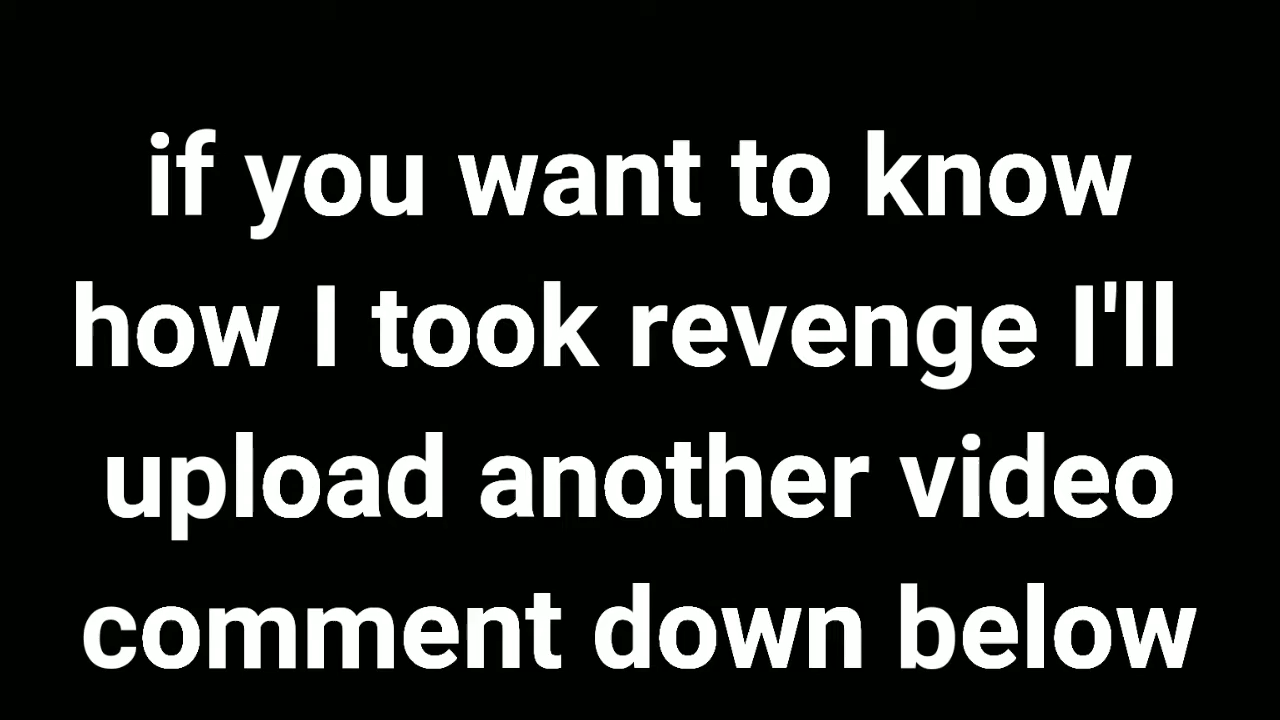 if you want to know
how I took revenge I'll
upload another video
comment down below